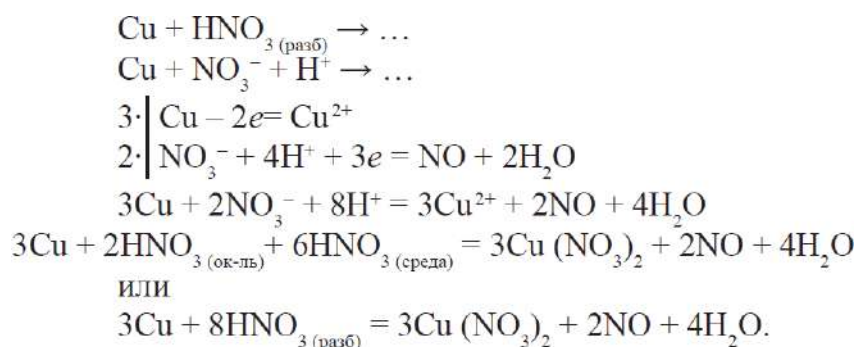 Cu + HNO₃ (разб) → …
Cu + NO₃⁻ + H⁺ → …
3·| Cu – 2e= Cu²⁺
2·| NO₃⁻ + 4H⁺ + 3e = NO + 2H₂O
3Cu + 2NO₃⁻ + 8H⁺ = 3Cu²⁺ + 2NO + 4H₂O
3Cu + 2HNO₃ (ок-ль) + 6HNO₃ (среда) = 3Cu (NO₃)₂ + 2NO + 4H₂O
или
3Cu + 8HNO₃ (разб) = 3Cu (NO₃)₂ + 2NO + 4H₂O.